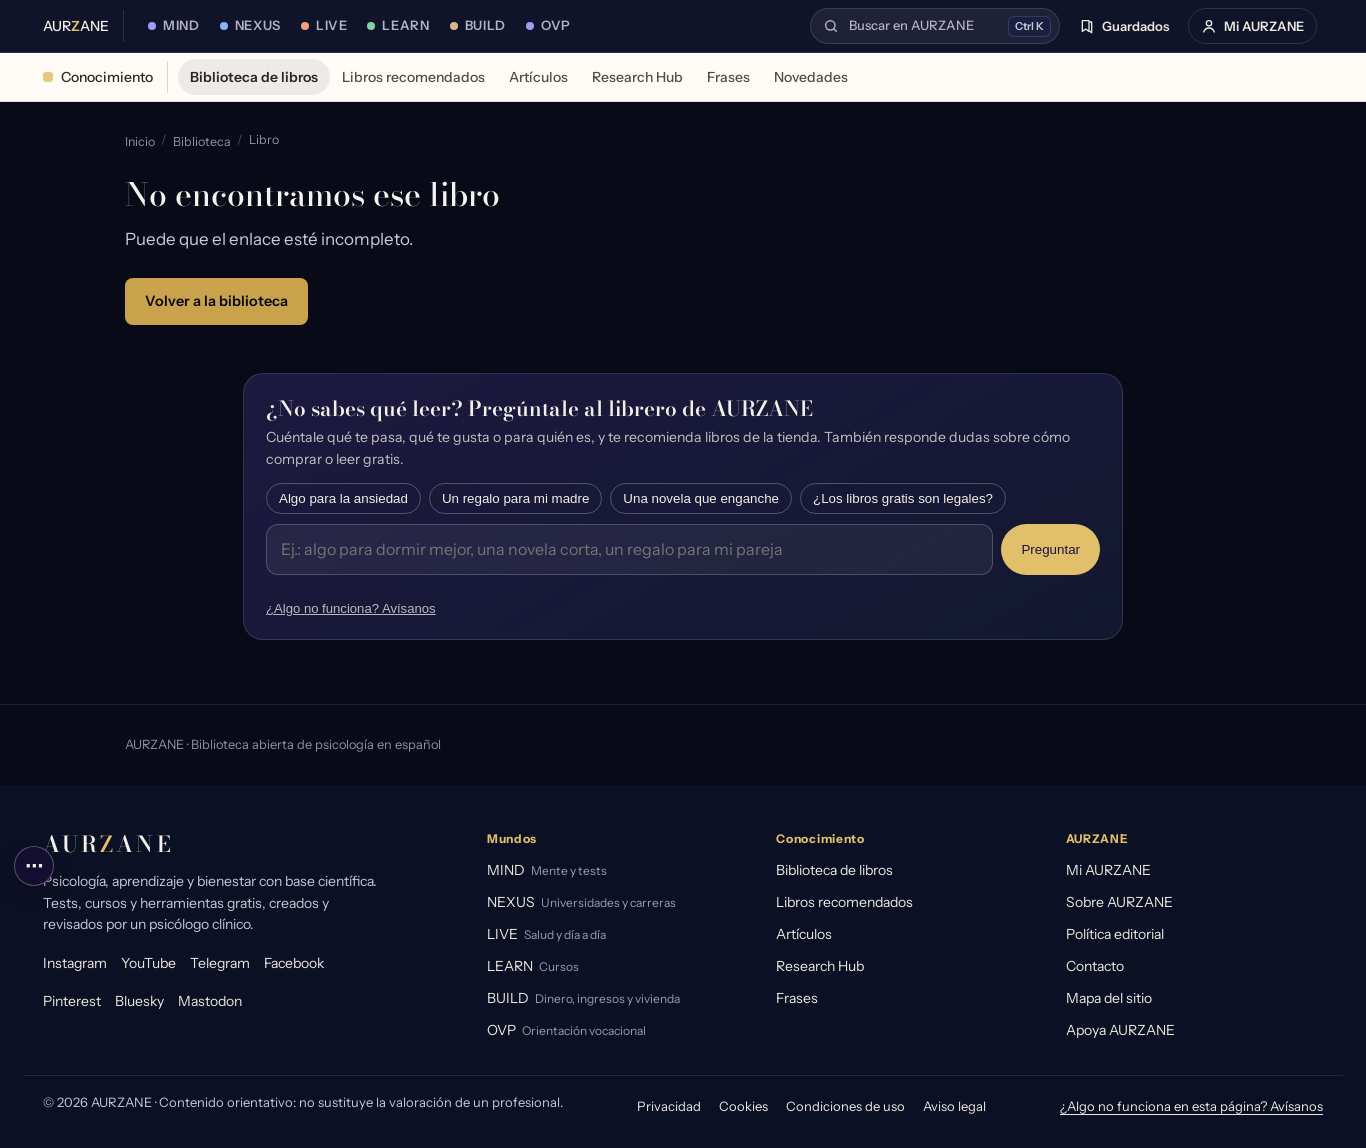 AURZANE MIND NEXUS LIVE LEARN BUILD OVP Buscar en AURZANE Ctrl K Guardados Mi AURZANE
Conocimiento Biblioteca de libros Libros recomendados Artículos Research Hub Frases Novedades
Inicio / Biblioteca / Libro
No encontramos ese libro
Puede que el enlace esté incompleto.
Volver a la biblioteca
¿No sabes qué leer? Pregúntale al librero de AURZANE
Cuéntale qué te pasa, qué te gusta o para quién es, y te recomienda libros de la tienda. También responde dudas sobre cómo
comprar o leer gratis.
Algo para la ansiedad Un regalo para mi madre Una novela que enganche ¿Los libros gratis son legales?
Ej.: algo para dormir mejor, una novela corta, un regalo para mi pareja Preguntar
¿Algo no funciona? Avísanos
AURZANE · Biblioteca abierta de psicología en español
AURZANE
Psicología, aprendizaje y bienestar con base científica.
Tests, cursos y herramientas gratis, creados y
revisados por un psicólogo clínico.
Instagram YouTube Telegram Facebook
Pinterest Bluesky Mastodon
Mundos
MIND Mente y tests
NEXUS Universidades y carreras
LIVE Salud y día a día
LEARN Cursos
BUILD Dinero, ingresos y vivienda
OVP Orientación vocacional
Conocimiento
Biblioteca de libros
Libros recomendados
Artículos
Research Hub
Frases
AURZANE
Mi AURZANE
Sobre AURZANE
Política editorial
Contacto
Mapa del sitio
Apoya AURZANE
© 2026 AURZANE · Contenido orientativo: no sustituye la valoración de un profesional.
Privacidad Cookies Condiciones de uso Aviso legal
¿Algo no funciona en esta página? Avísanos